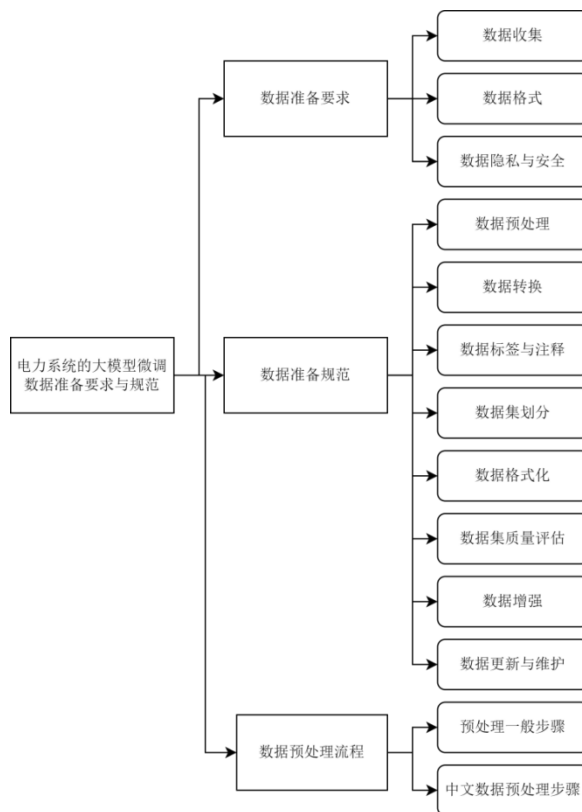 电力系统的大模型微调
数据准备要求与规范
数据准备要求
数据收集
数据格式
数据隐私与安全
数据准备规范
数据预处理
数据转换
数据标签与注释
数据集划分
数据格式化
数据集质量评估
数据增强
数据更新与维护
数据预处理流程
预处理一般步骤
中文数据预处理步骤